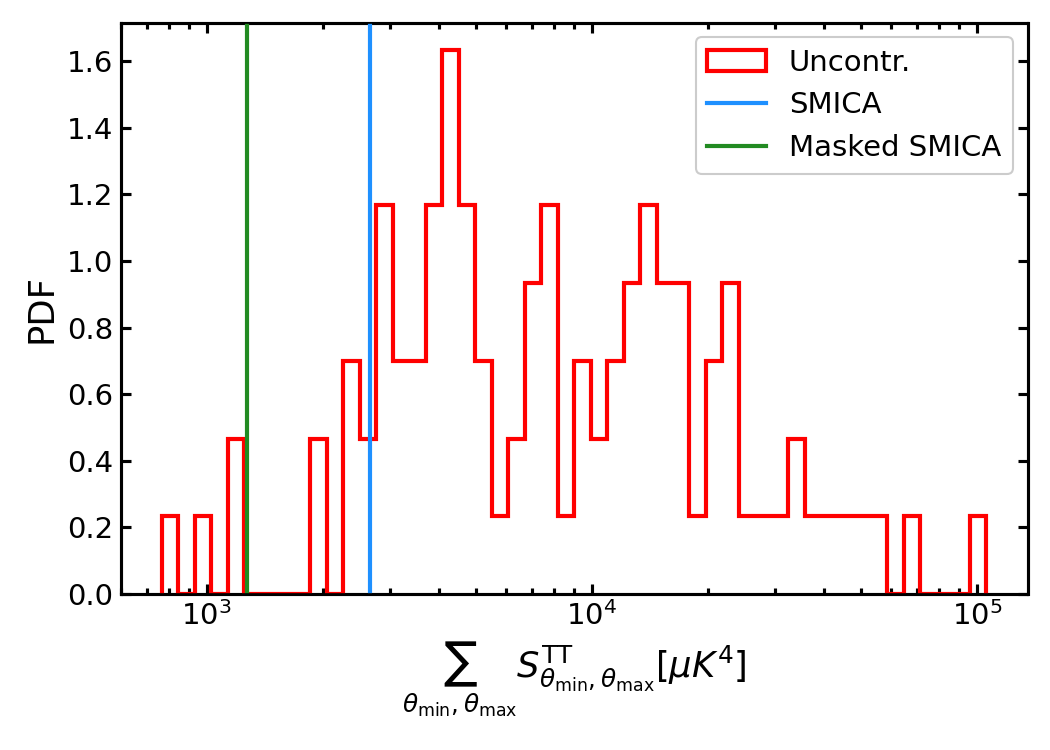 Uncontr.
SMICA
Masked SMICA
PDF
1.6
1.4
1.2
1.0
0.8
0.6
0.4
0.2
0.0
10³ 10⁴ 10⁵
∑ S^TT_θmin, θmax [μK⁴]
θmin, θmax